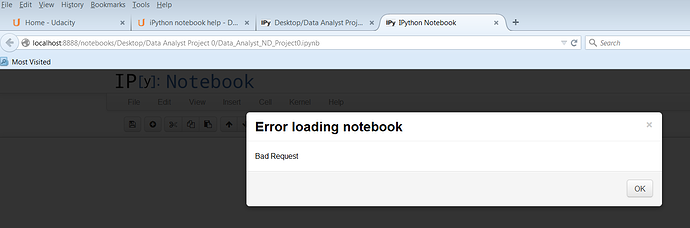 File Edit View History Bookmarks Tools Help
U Home - Udacity × U iPython notebook help - D... × IPy Desktop/Data Analyst Proj... × IPy IPython Notebook ×
localhost:8888/notebooks/Desktop/Data Analyst Project 0/Data_Analyst_ND_Project0.ipynb Search
Most Visited
IP[y]: Notebook
File Edit View Insert Cell Kernel Help
Error loading notebook ×
Bad Request
OK